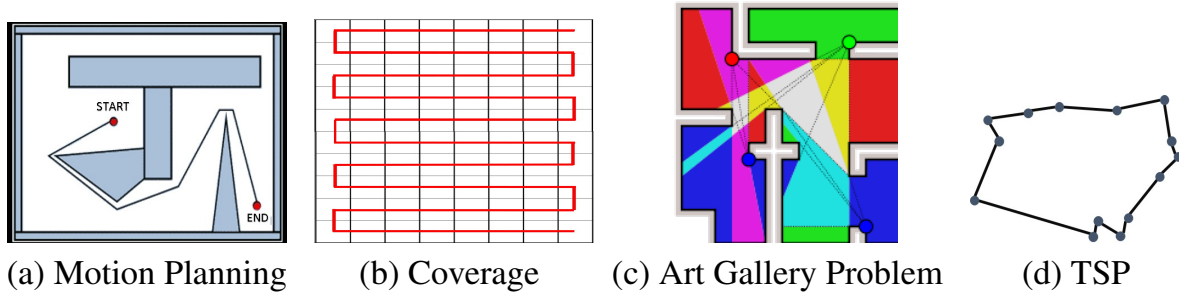 START
END
(a) Motion Planning
(b) Coverage
(c) Art Gallery Problem
(d) TSP